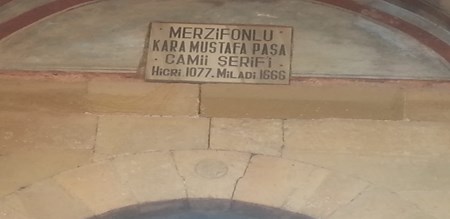 MERZİFONLU
KARA MUSTAFA PAŞA
CAMİİ ŞERİFİ
HİCRİ.1077.MİLADİ 1666